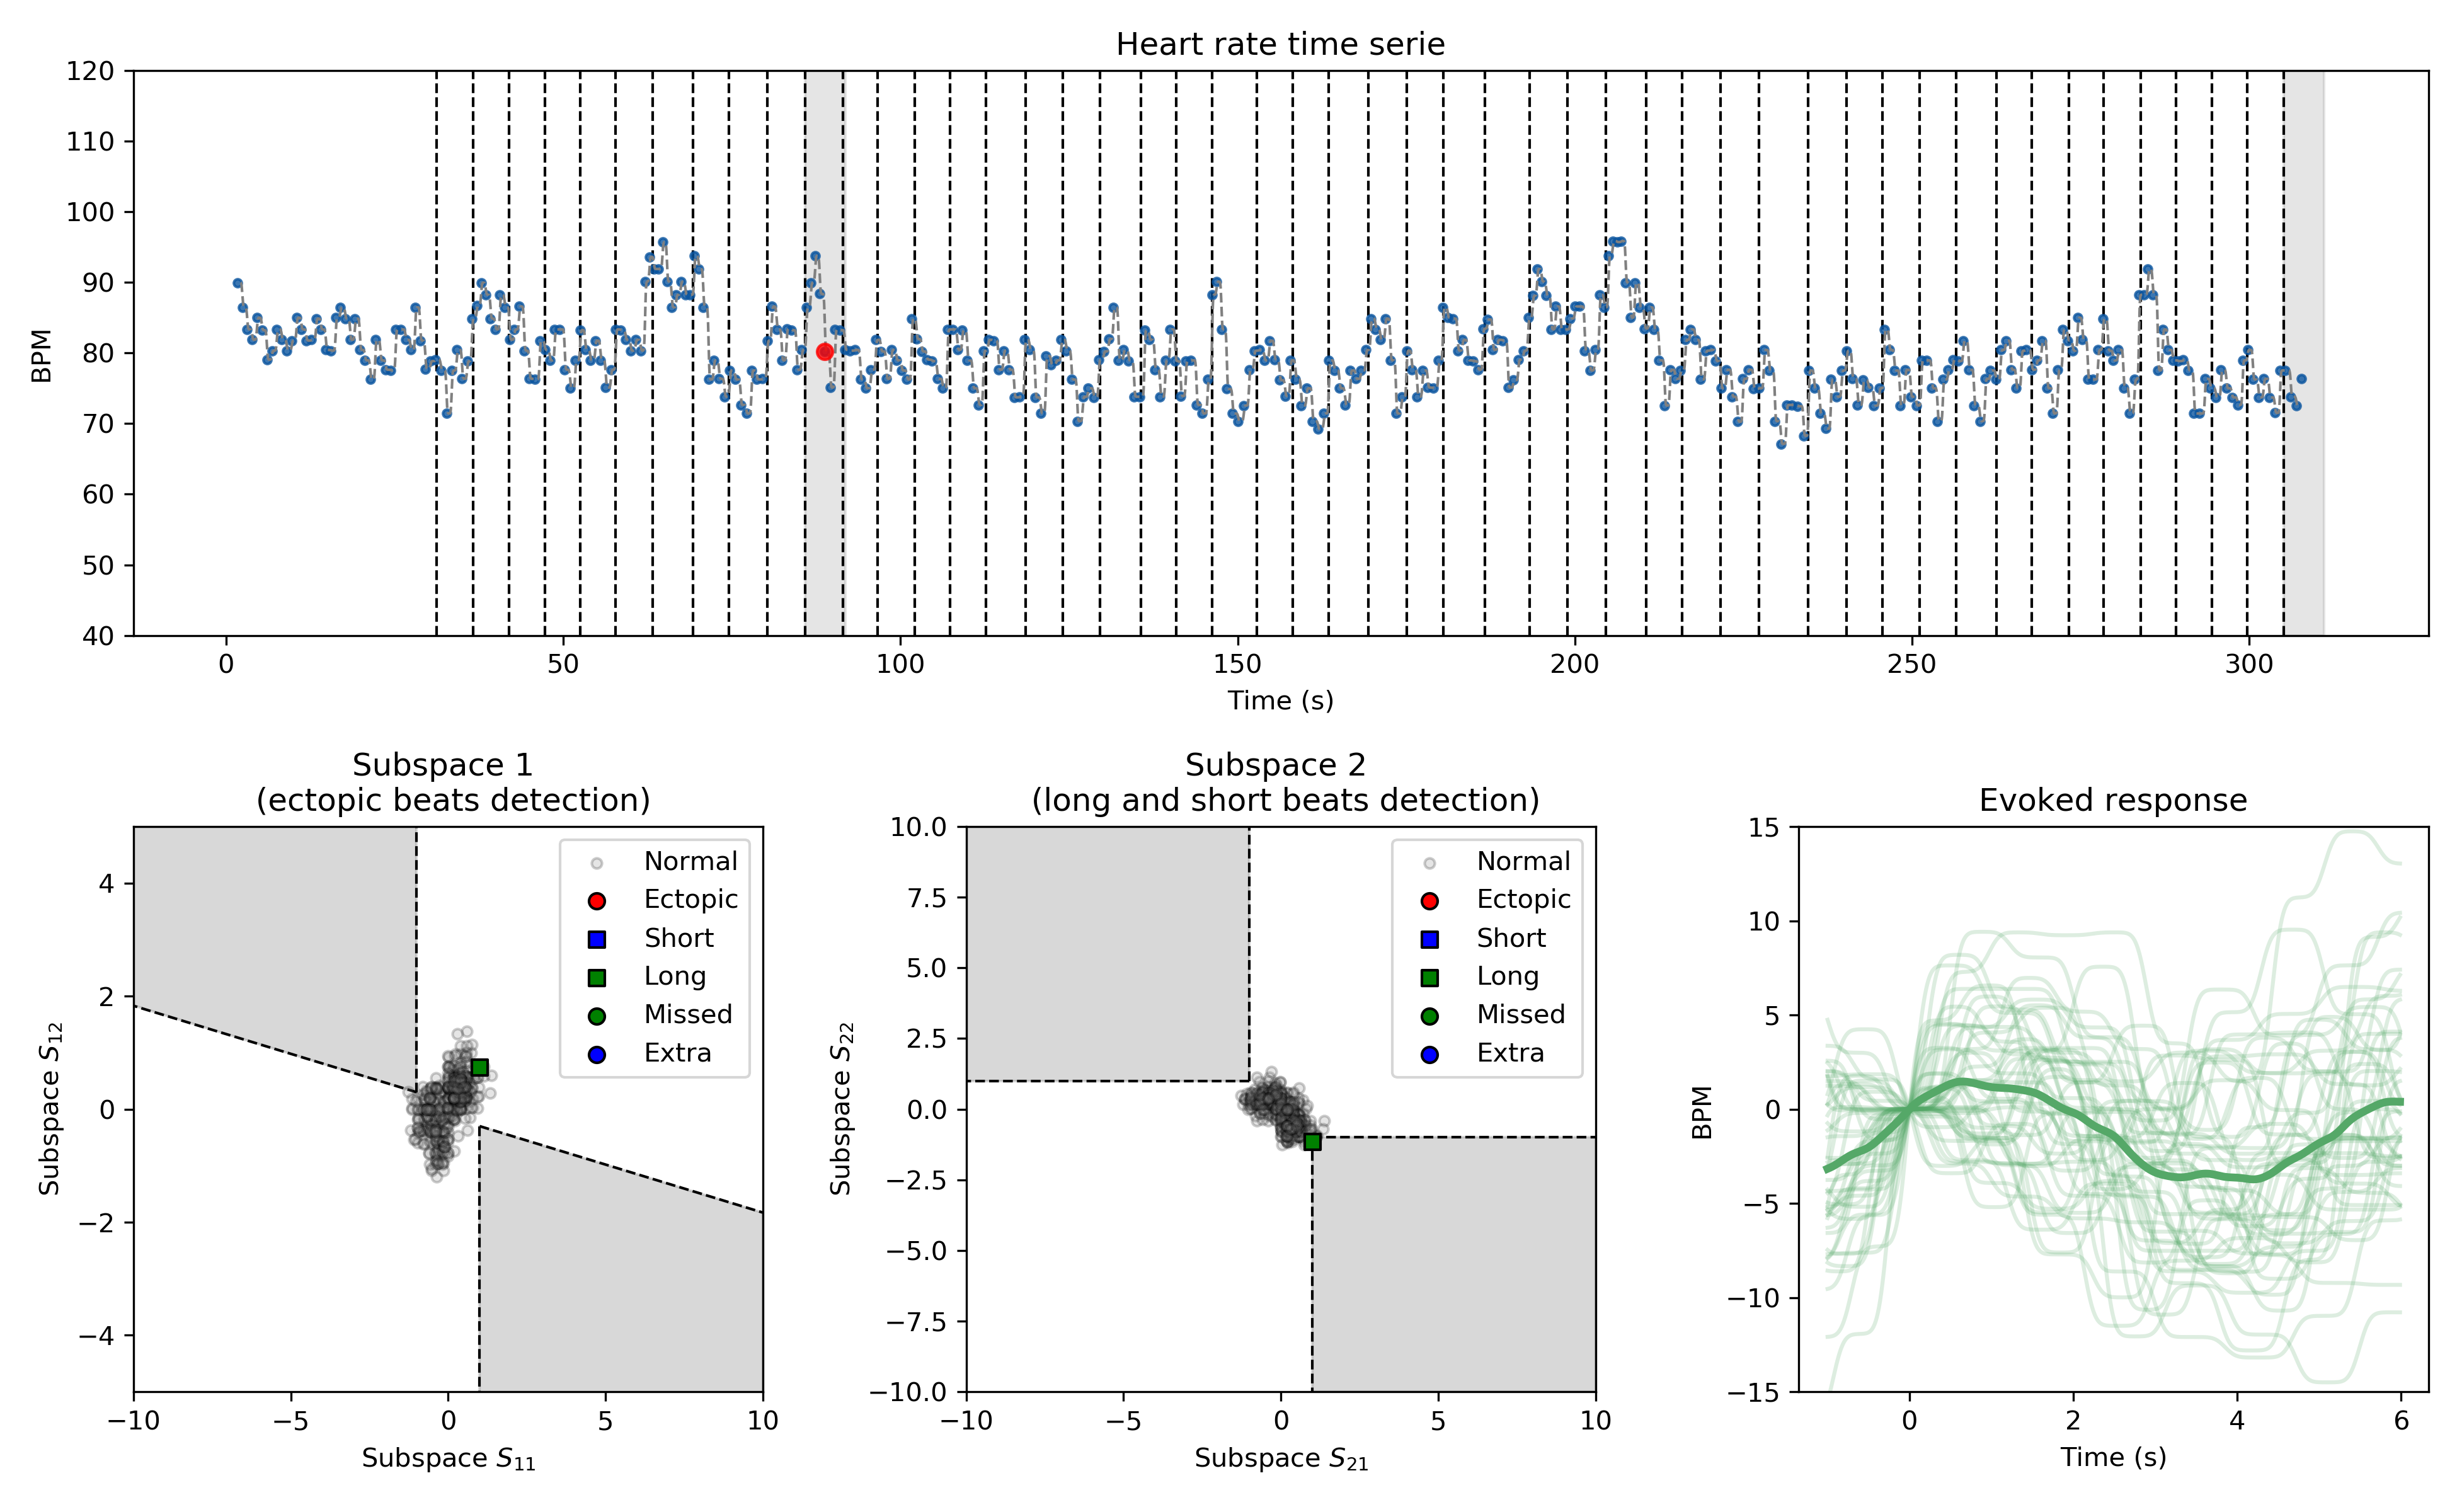 Heart rate time serie
120
110
100
90
80
70
60
50
40
BPM
0
50
100
150
200
250
300
Time (s)
Subspace 1
(ectopic beats detection)
4
2
0
−2
−4
Subspace S12
−10
−5
0
5
10
Subspace S11
Normal
Ectopic
Short
Long
Missed
Extra
Subspace 2
(long and short beats detection)
10.0
7.5
5.0
2.5
0.0
−2.5
−5.0
−7.5
−10.0
Subspace S22
−10
−5
0
5
10
Subspace S21
Normal
Ectopic
Short
Long
Missed
Extra
Evoked response
15
10
5
0
−5
−10
−15
BPM
0
2
4
6
Time (s)